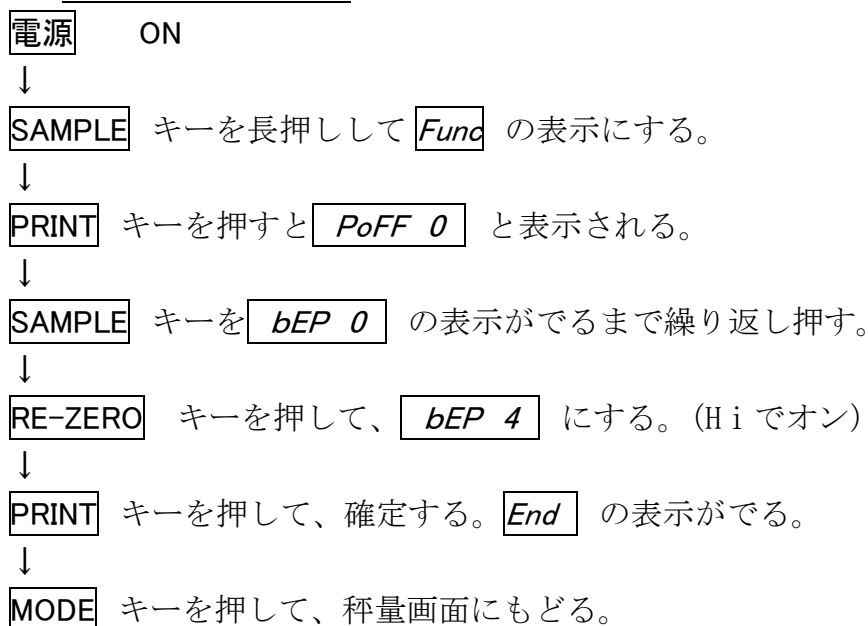 電源 ON
↓
SAMPLE キーを長押しして Func の表示にする。
↓
PRINT キーを押すと PoFF 0 と表示される。
↓
SAMPLE キーを bEP 0 の表示がでるまで繰り返し押す。
↓
RE-ZERO キーを押して、 bEP 4 にする。(Hiでオン)
↓
PRINT キーを押して、確定する。 End の表示がでる。
↓
MODE キーを押して、秤量画面にもどる。